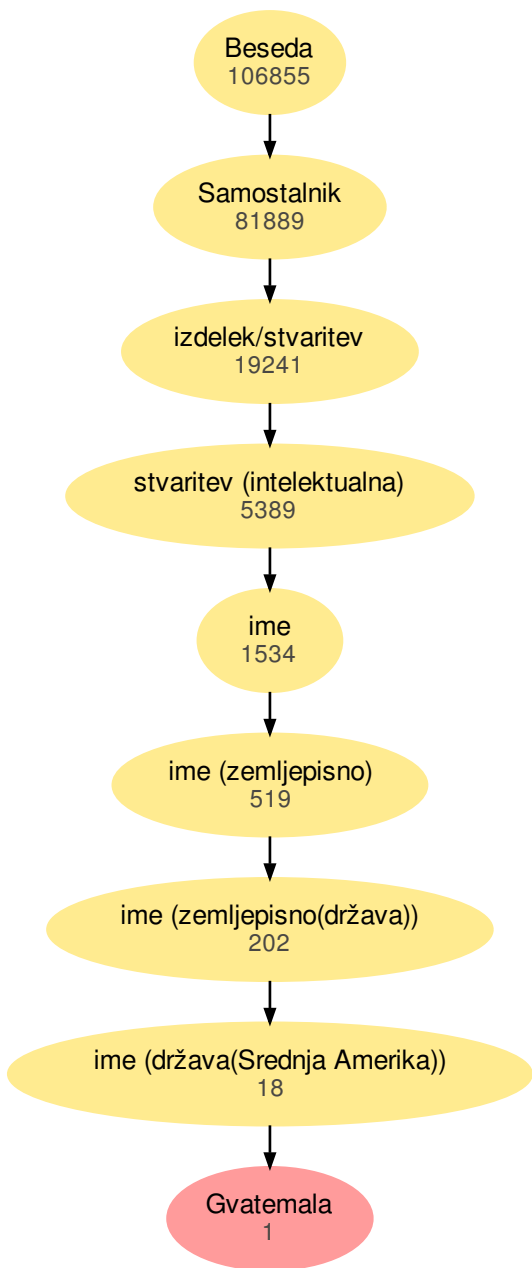 Beseda
106855
Samostalnik
81889
izdelek/stvaritev
19241
stvaritev (intelektualna)
5389
ime
1534
ime (zemljepisno)
519
ime (zemljepisno(država))
202
ime (država(Srednja Amerika))
18
Gvatemala
1